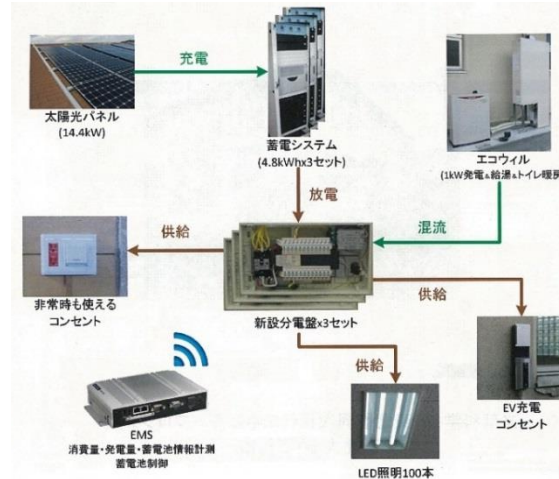 充電
太陽光パネル
(14.4kW)
蓄電システム
(4.8kWhx3セット)
エコウィル
(1kW発電&給湯&トイレ暖房
放電
混流
供給
供給
非常時も使える
コンセント
新設分電盤x3セット
供給
EV充電
コンセント
EMS
消費量・発電量・蓄電池情報計測
蓄電池制御
LED照明100本